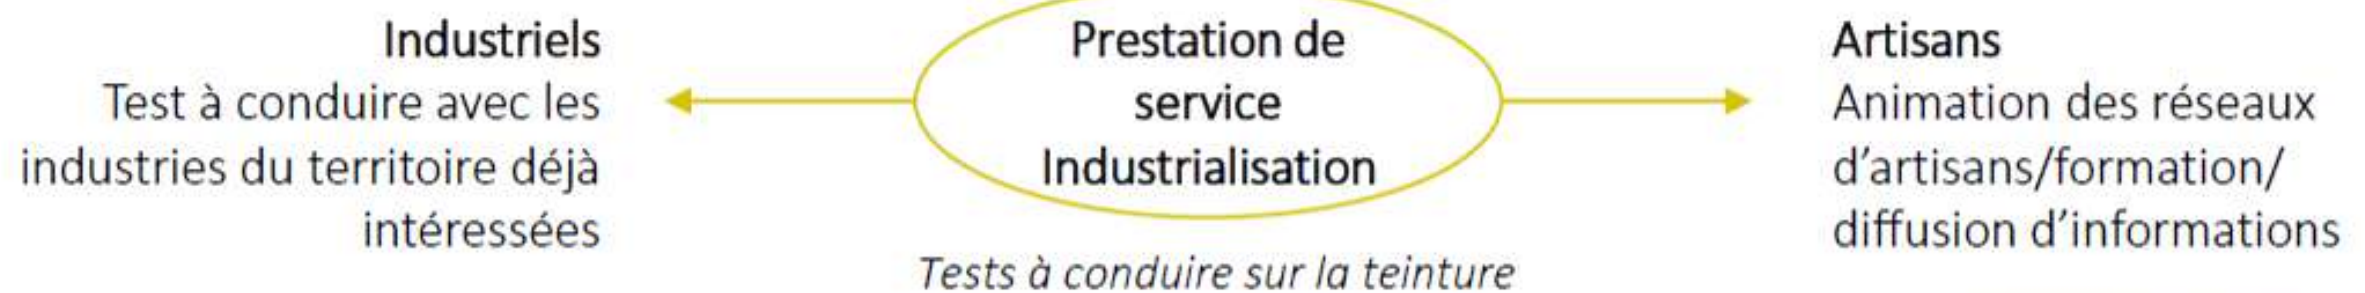 Industriels
Test à conduire avec les
industries du territoire déjà
intéressées
Prestation de
service
Industrialisation
Tests à conduire sur la teinture
Artisans
Animation des réseaux
d’artisans/formation/
diffusion d’informations